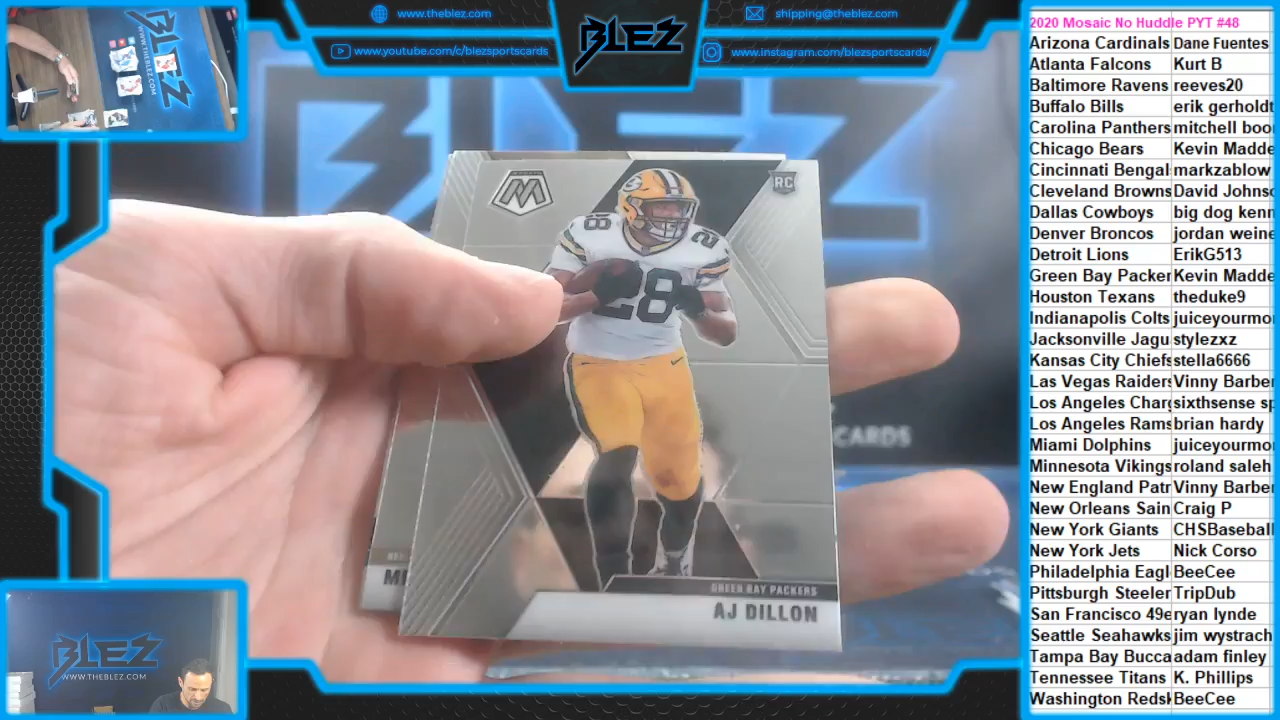 www.theblez.com
shipping@theblez.com
www.youtube.com/c/blezsportscards
www.instagram.com/blezsportscards/
BLEZ
BLEZ
WWW.THEBLEZ.COM
BLEZ
CARDS
M
RC
28
28
28
GREEN BAY PACKERS
AJ DILLON
BLEZ
WWW.THEBLEZ.COM
2020 Mosaic No Huddle PYT #48
Arizona Cardinals Dane Fuentes
Atlanta Falcons Kurt B
Baltimore Ravens reeves20
Buffalo Bills erik gerholdt
Carolina Panthers mitchell boo
Chicago Bears Kevin Madde
Cincinnati Bengal markzablow
Cleveland Browns David Johnso
Dallas Cowboys big dog kenn
Denver Broncos jordan weine
Detroit Lions ErikG513
Green Bay Packer Kevin Madde
Houston Texans theduke9
Indianapolis Colts juiceyourmo
Jacksonville Jagu stylezxz
Kansas City Chiefs stella6666
Las Vegas Raiders Vinny Barber
Los Angeles Charg sixthsense sp
Los Angeles Rams brian hardy
Miami Dolphins juiceyourmo
Minnesota Vikings roland saleh
New England Patr Vinny Barber
New Orleans Sain Craig P
New York Giants CHSBaseball
New York Jets Nick Corso
Philadelphia Eagl BeeCee
Pittsburgh Steeler TripDub
San Francisco 49e ryan lynde
Seattle Seahawks jim wystrach
Tampa Bay Bucca adam finley
Tennessee Titans K. Phillips
Washington Redsk BeeCee